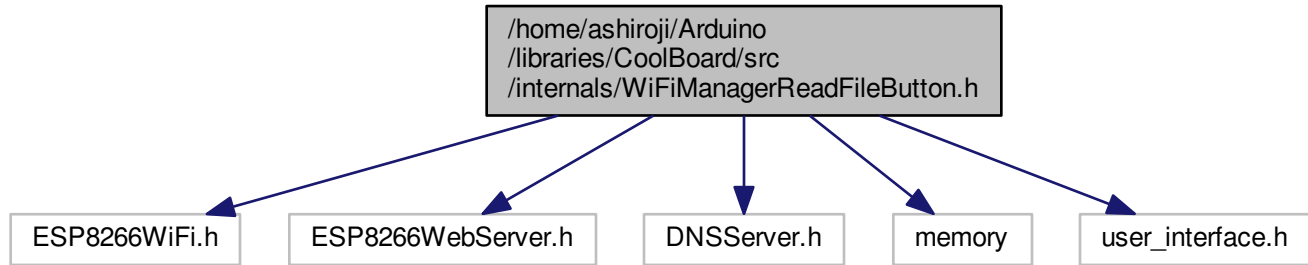 /home/ashiroji/Arduino
/libraries/CoolBoard/src
/internals/WiFiManagerReadFileButton.h
ESP8266WiFi.h
ESP8266WebServer.h
DNSServer.h
memory
user_interface.h